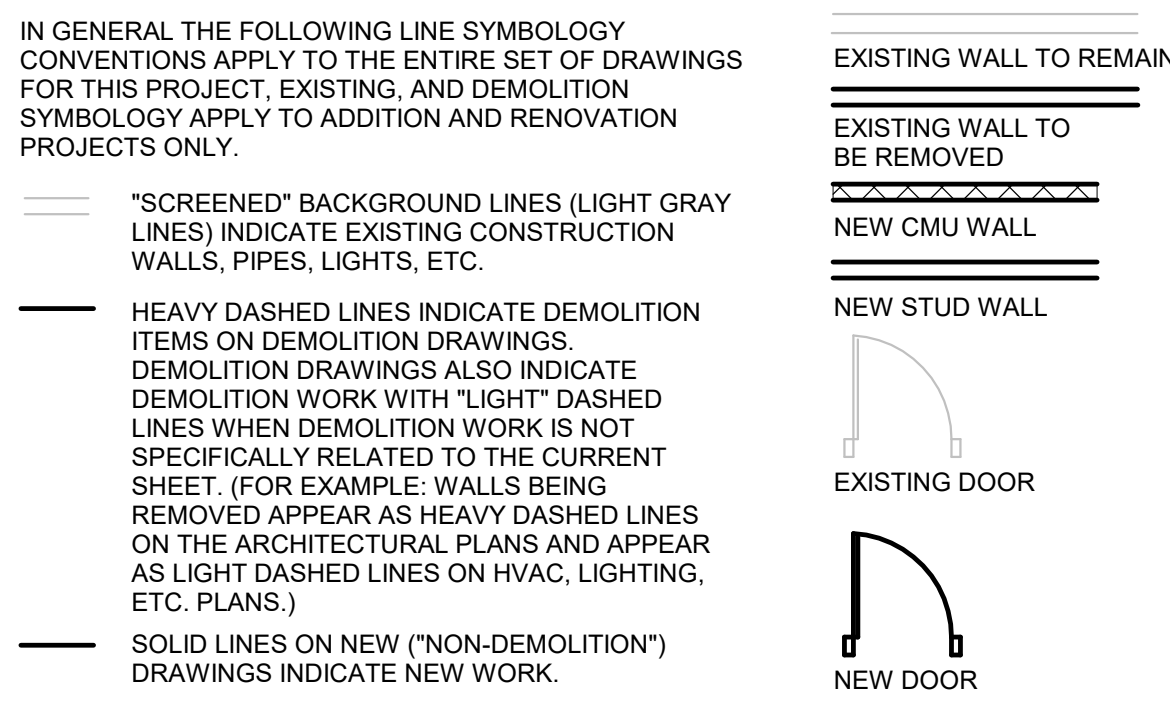 IN GENERAL THE FOLLOWING LINE SYMBOLOGY
CONVENTIONS APPLY TO THE ENTIRE SET OF DRAWINGS
FOR THIS PROJECT, EXISTING, AND DEMOLITION
SYMBOLOGY APPLY TO ADDITION AND RENOVATION
PROJECTS ONLY.
"SCREENED" BACKGROUND LINES (LIGHT GRAY
LINES) INDICATE EXISTING CONSTRUCTION
WALLS, PIPES, LIGHTS, ETC.
HEAVY DASHED LINES INDICATE DEMOLITION
ITEMS ON DEMOLITION DRAWINGS.
DEMOLITION DRAWINGS ALSO INDICATE
DEMOLITION WORK WITH "LIGHT" DASHED
LINES WHEN DEMOLITION WORK IS NOT
SPECIFICALLY RELATED TO THE CURRENT
SHEET. (FOR EXAMPLE: WALLS BEING
REMOVED APPEAR AS HEAVY DASHED LINES
ON THE ARCHITECTURAL PLANS AND APPEAR
AS LIGHT DASHED LINES ON HVAC, LIGHTING,
ETC. PLANS.)
SOLID LINES ON NEW ("NON-DEMOLITION")
DRAWINGS INDICATE NEW WORK.
EXISTING WALL TO REMAIN
EXISTING WALL TO
BE REMOVED
NEW CMU WALL
NEW STUD WALL
EXISTING DOOR
NEW DOOR